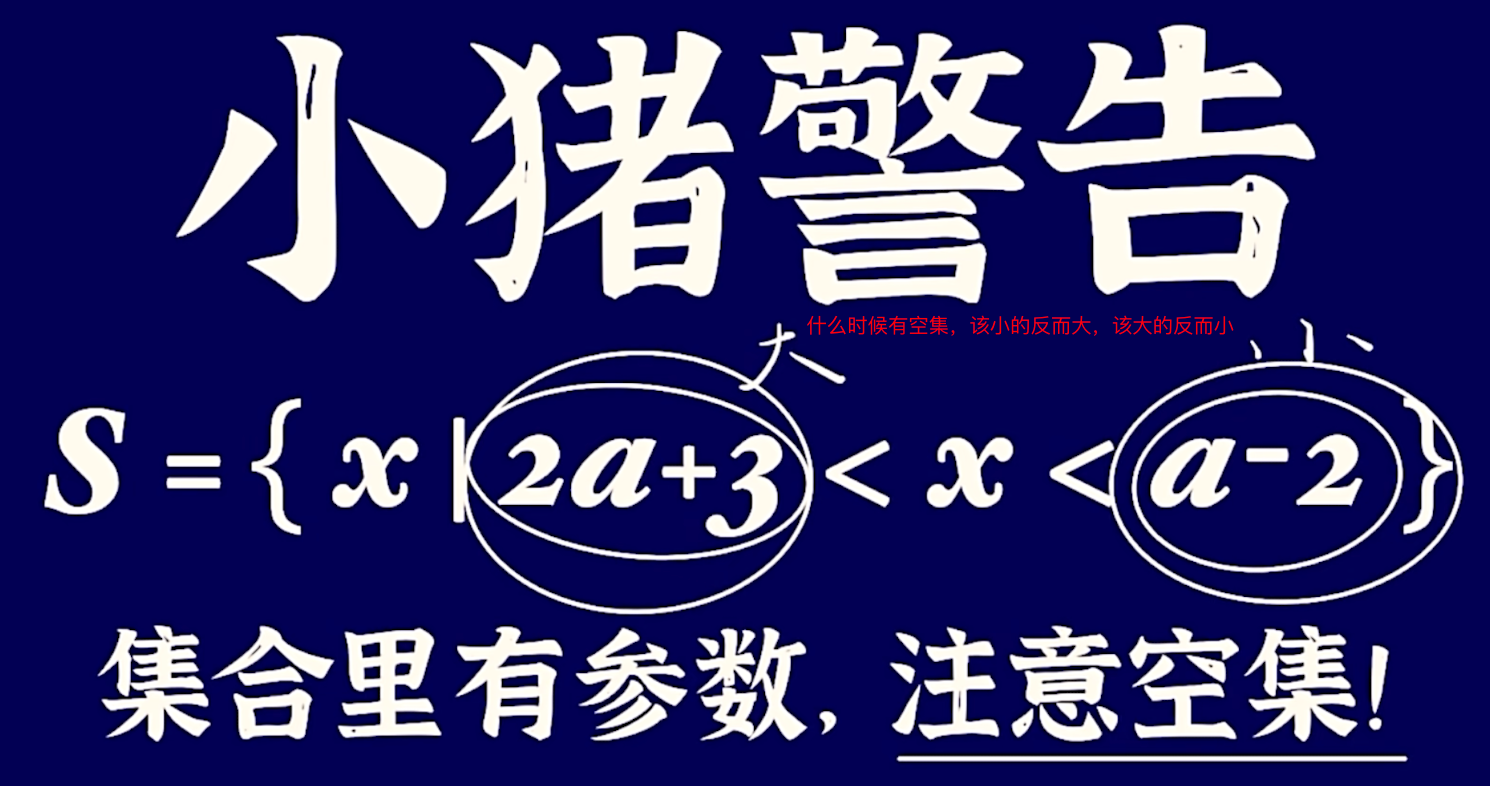 小猪警告
什么时候有空集，该小的反而大，该大的反而小
大 小
S={x|2a+3<x<a-2}
集合里有参数，注意空集！